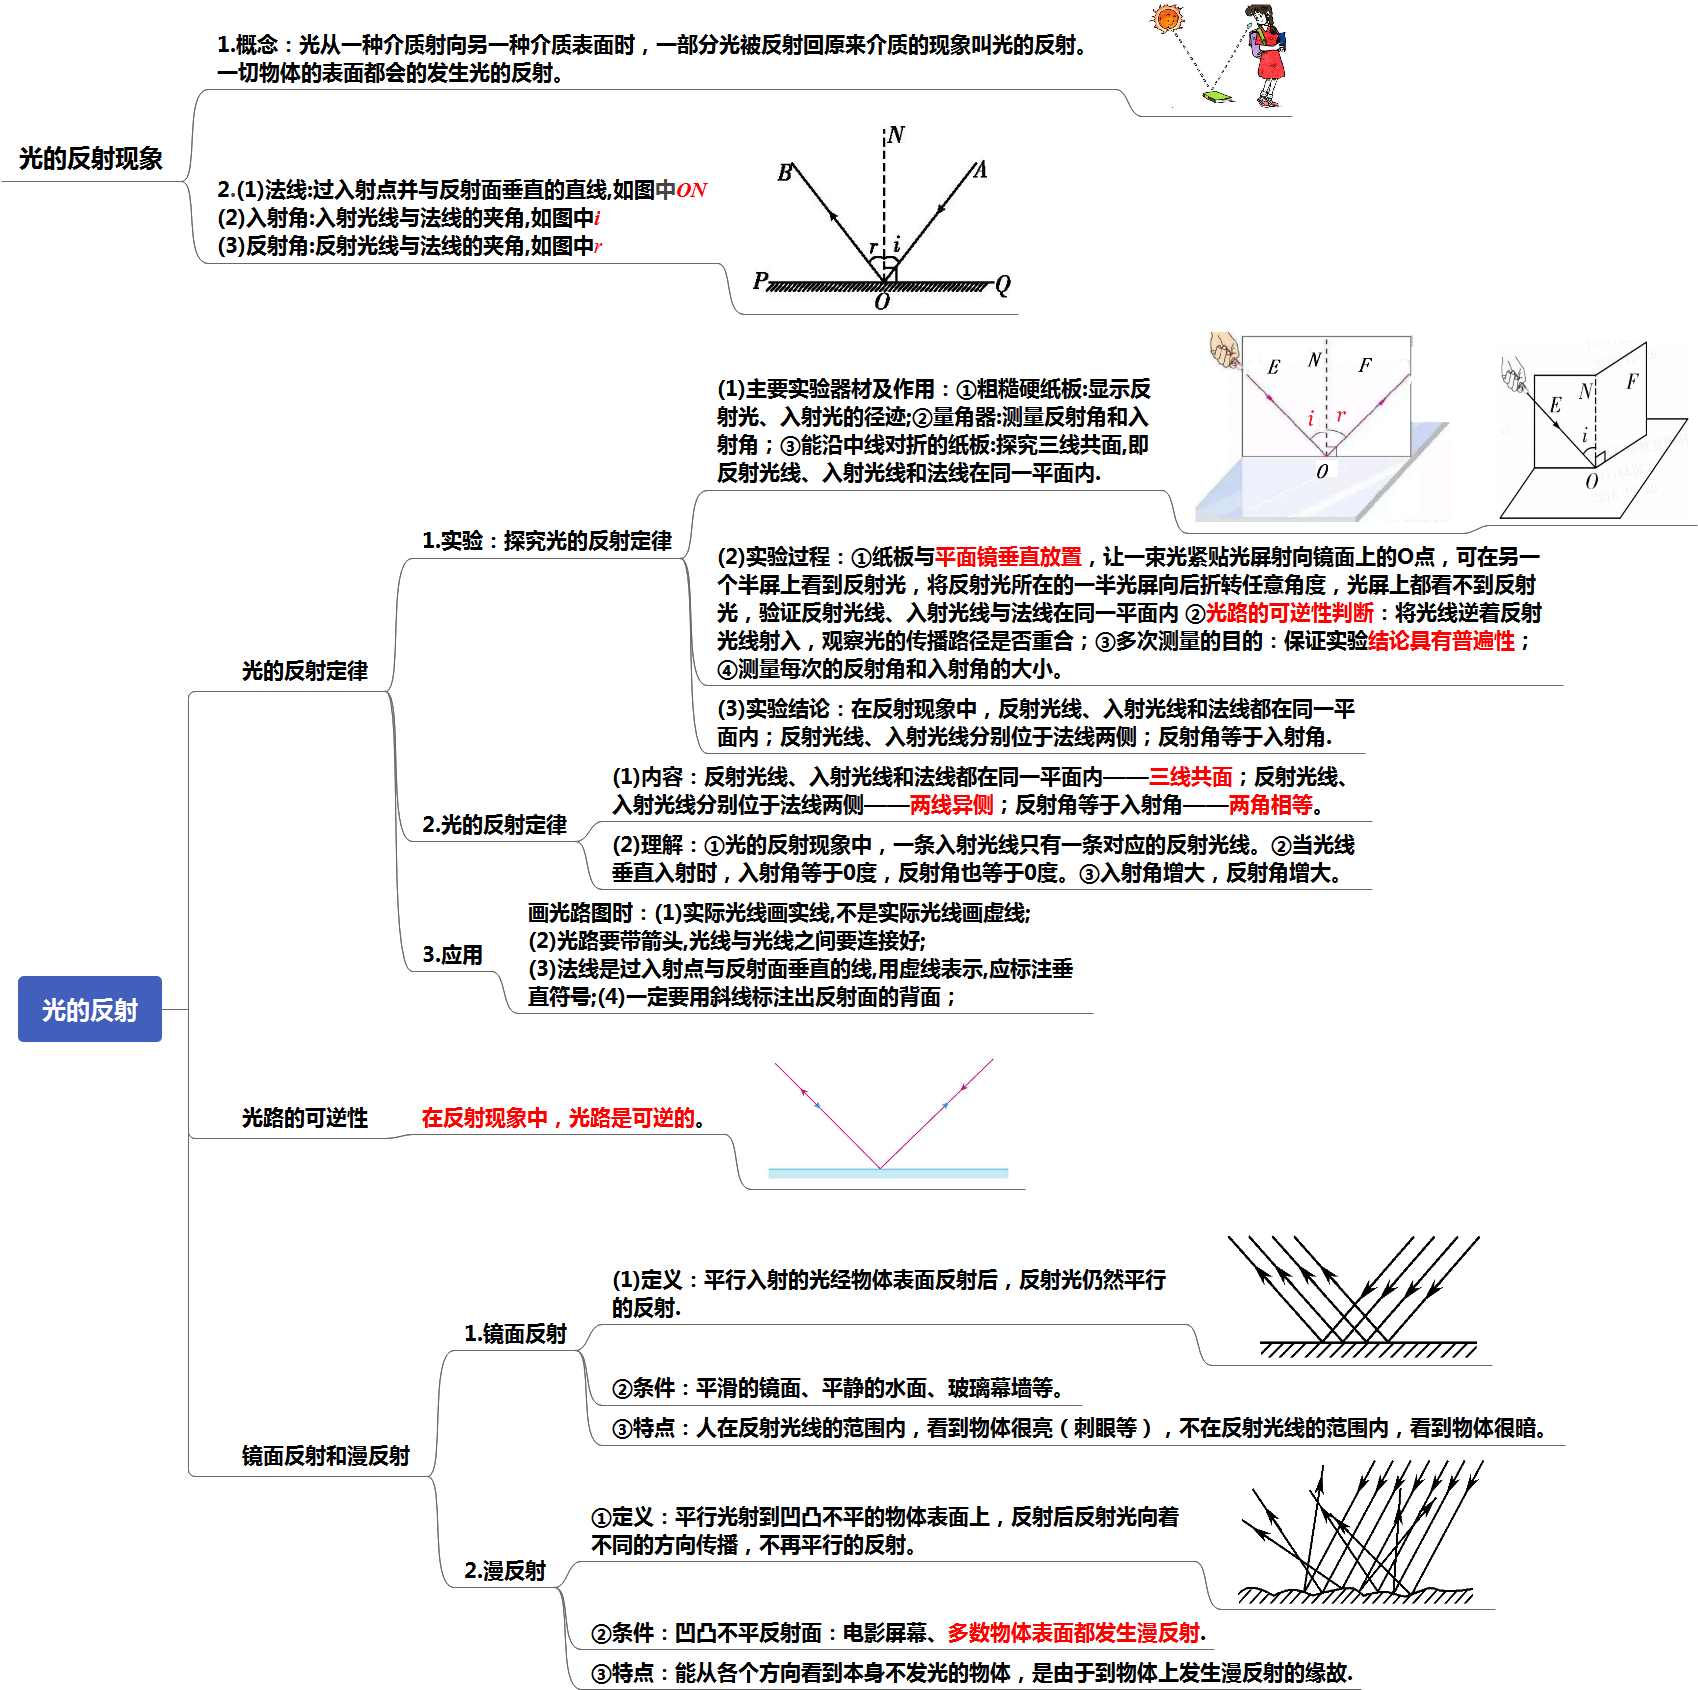 1.概念：光从一种介质射向另一种介质表面时，一部分光被反射回原来介质的现象叫光的反射。
一切物体的表面都会的发生光的反射。
光的反射现象
2.(1)法线:过入射点并与反射面垂直的直线,如图中ON
(2)入射角:入射光线与法线的夹角,如图中i
(3)反射角:反射光线与法线的夹角,如图中r
N
B
A
r
i
P
O
Q
(1)主要实验器材及作用：①粗糙硬纸板:显示反
射光、入射光的径迹;②量角器:测量反射角和入
射角；③能沿中线对折的纸板:探究三线共面,即
反射光线、入射光线和法线在同一平面内.
E
N
F
i
r
O
E
N
F
i
O
1.实验：探究光的反射定律
(2)实验过程：①纸板与平面镜垂直放置，让一束光紧贴光屏射向镜面上的O点，可在另一
个半屏上看到反射光，将反射光所在的一半光屏向后折转任意角度，光屏上都看不到反射
光，验证反射光线、入射光线与法线在同一平面内 ②光路的可逆性判断：将光线逆着反射
光线射入，观察光的传播路径是否重合；③多次测量的目的：保证实验结论具有普遍性；
④测量每次的反射角和入射角的大小。
(3)实验结论：在反射现象中，反射光线、入射光线和法线都在同一平
面内；反射光线、入射光线分别位于法线两侧；反射角等于入射角.
光的反射定律
2.光的反射定律
(1)内容：反射光线、入射光线和法线都在同一平面内——三线共面；反射光线、
入射光线分别位于法线两侧——两线异侧；反射角等于入射角——两角相等。
(2)理解：①光的反射现象中，一条入射光线只有一条对应的反射光线。②当光线
垂直入射时，入射角等于0度，反射角也等于0度。③入射角增大，反射角增大。
3.应用
画光路图时：(1)实际光线画实线,不是实际光线画虚线;
(2)光路要带箭头,光线与光线之间要连接好;
(3)法线是过入射点与反射面垂直的线,用虚线表示,应标注垂
直符号;(4)一定要用斜线标注出反射面的背面；
光的反射
光路的可逆性
在反射现象中，光路是可逆的。
镜面反射和漫反射
1.镜面反射
(1)定义：平行入射的光经物体表面反射后，反射光仍然平行
的反射.
②条件：平滑的镜面、平静的水面、玻璃幕墙等。
③特点：人在反射光线的范围内，看到物体很亮（刺眼等），不在反射光线的范围内，看到物体很暗。
2.漫反射
①定义：平行光射到凹凸不平的物体表面上，反射后反射光向着
不同的方向传播，不再平行的反射。
②条件：凹凸不平反射面：电影屏幕、多数物体表面都发生漫反射.
③特点：能从各个方向看到本身不发光的物体，是由于到物体上发生漫反射的缘故.